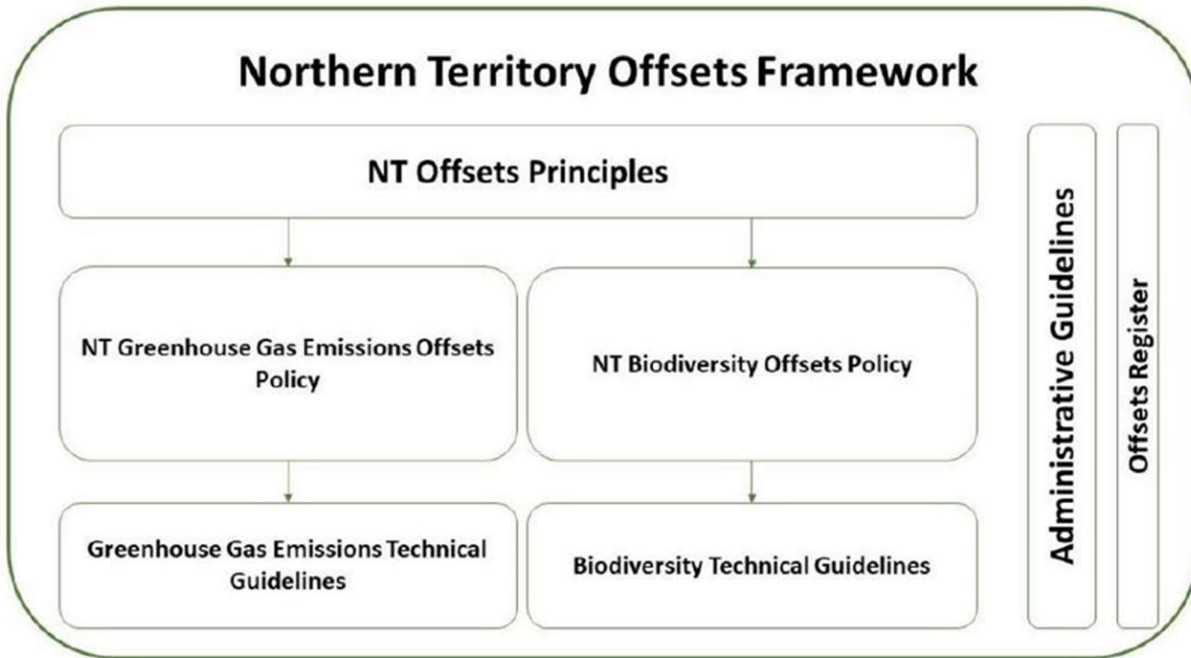 Northern Territory Offsets Framework
NT Offsets Principles
NT Greenhouse Gas Emissions Offsets
Policy
NT Biodiversity Offsets Policy
Greenhouse Gas Emissions Technical
Guidelines
Biodiversity Technical Guidelines
Administrative Guidelines
Offsets Register